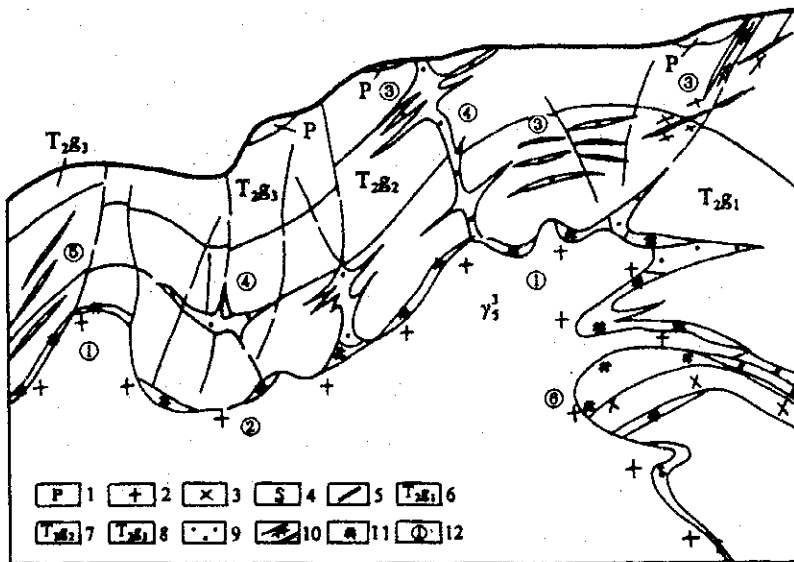 P
③
③
P
④
③
P
T₂g₃
T₂g₃
T₂g₂
T₂g₁
⑤
④
①
①
γ₅³
②
⑥
P 1 + 2 × 3 S 4 5 T₂g₁ 6
T₂g₂ 7 T₂g₃ 8 9 10 * 11 ① 12